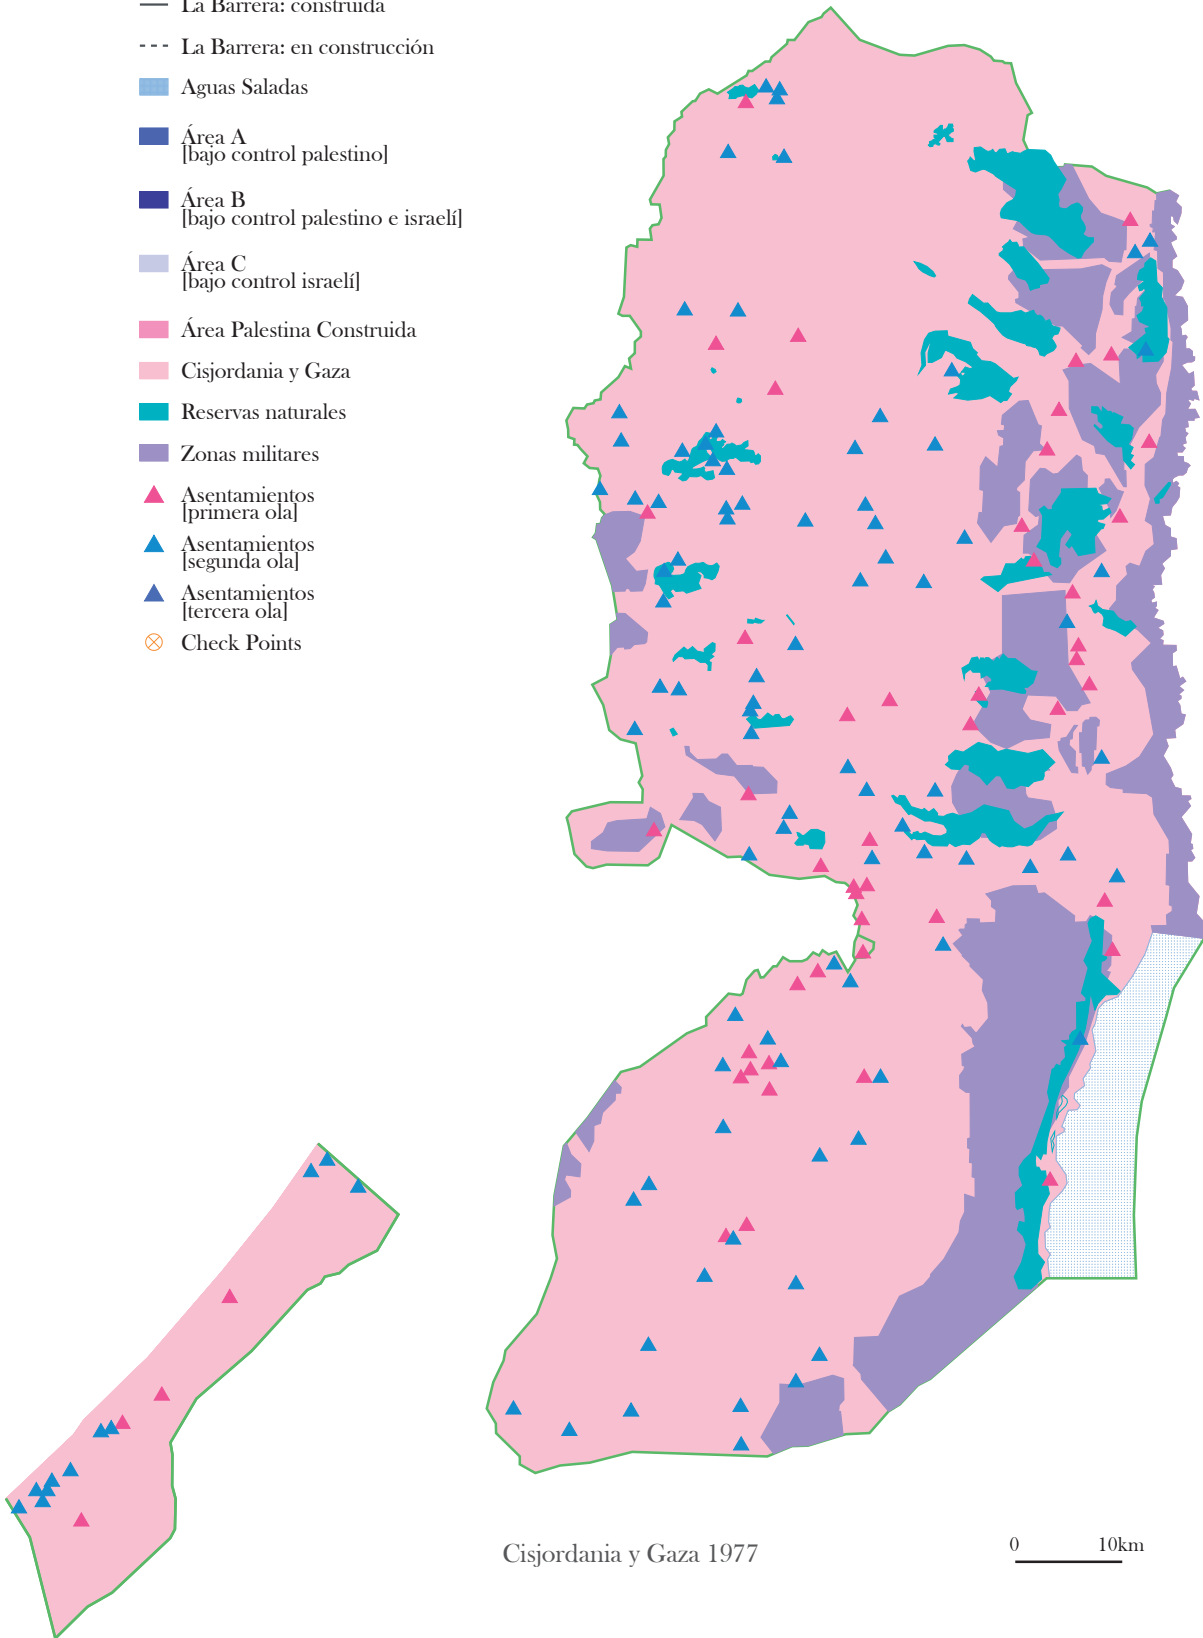 La Barrera: construida
La Barrera: en construcción
Aguas Saladas
Área A
[bajo control palestino]
Área B
[bajo control palestino e israelí]
Área C
[bajo control israelí]
Área Palestina Construida
Cisjordania y Gaza
Reservas naturales
Zonas militares
Asentamientos
[primera ola]
Asentamientos
[segunda ola]
Asentamientos
[tercera ola]
Check Points
Cisjordania y Gaza 1977
0 10km